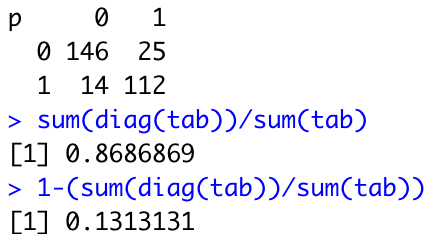 p 0 1
0 146 25
1 14 112
> sum(diag(tab))/sum(tab)
[1] 0.8686869
> 1-(sum(diag(tab))/sum(tab))
[1] 0.1313131